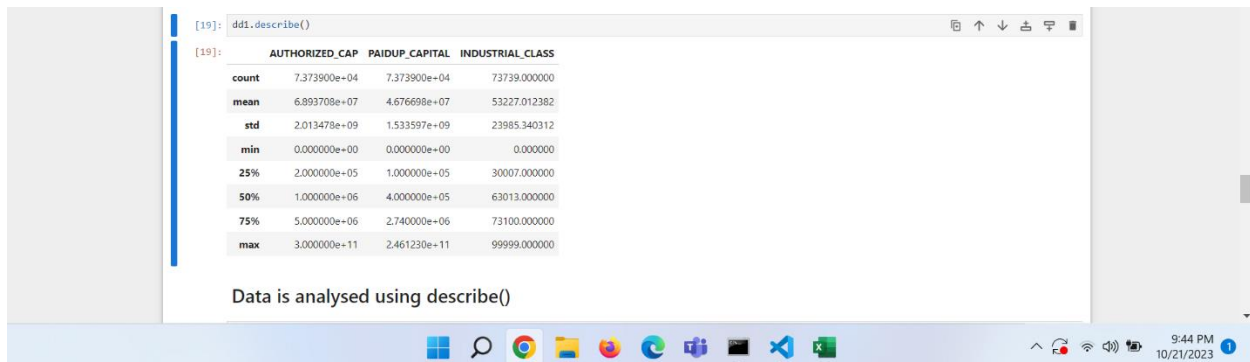 [19]: dd1.describe()
[19]: AUTHORIZED_CAP PAIDUP_CAPITAL INDUSTRIAL_CLASS
count 7.373900e+04 7.373900e+04 73739.000000
mean 6.893708e+07 4.676698e+07 53227.012382
std 2.013478e+09 1.533597e+09 23985.340312
min 0.000000e+00 0.000000e+00 0.000000
25% 2.000000e+05 1.000000e+05 30007.000000
50% 1.000000e+06 4.000000e+05 63013.000000
75% 5.000000e+06 2.740000e+06 73100.000000
max 3.000000e+11 2.461230e+11 99999.000000
Data is analysed using describe()
9:44 PM
10/21/2023
1